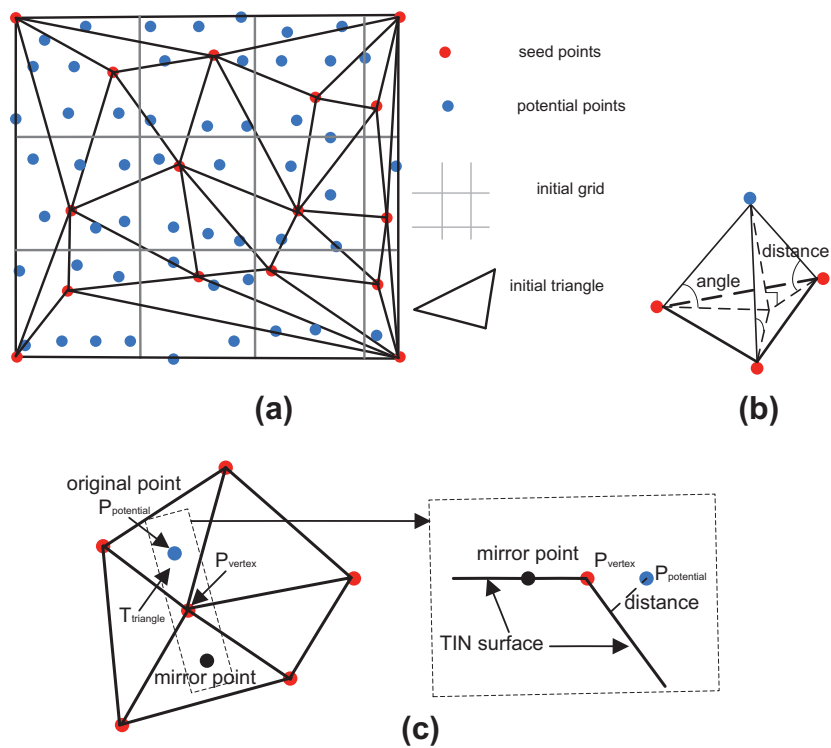 seed points
potential points
initial grid
initial triangle
(a)
distance
angle
(b)
original point
Ppotential
Pvertex
Ttriangle
mirror point
mirror point
Pvertex
Ppotential
distance
TIN surface
(c)